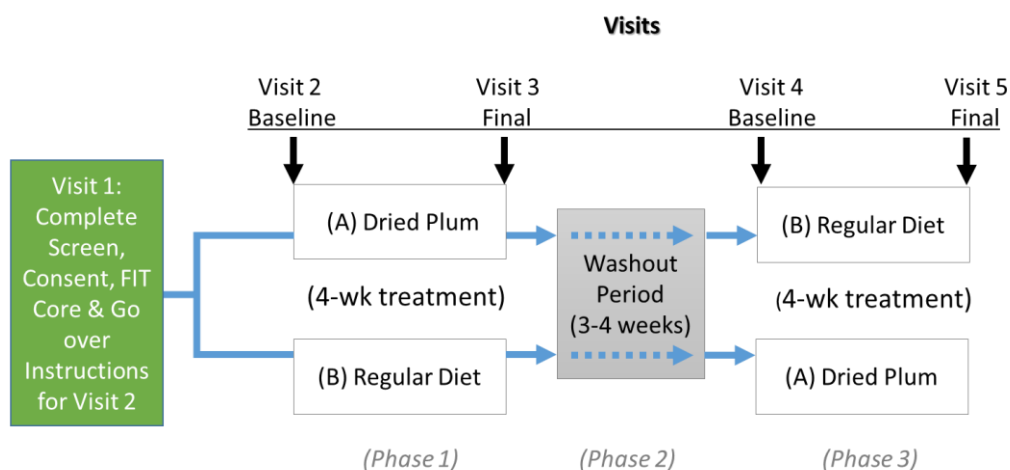 Visits
Visit 2
Baseline
Visit 3
Final
Visit 4
Baseline
Visit 5
Final
Visit 1:
Complete
Screen,
Consent, FIT
Core & Go
over
Instructions
for Visit 2
(A) Dried Plum
(4-wk treatment)
(B) Regular Diet
Washout
Period
(3-4 weeks)
(B) Regular Diet
(4-wk treatment)
(A) Dried Plum
(Phase 1)
(Phase 2)
(Phase 3)